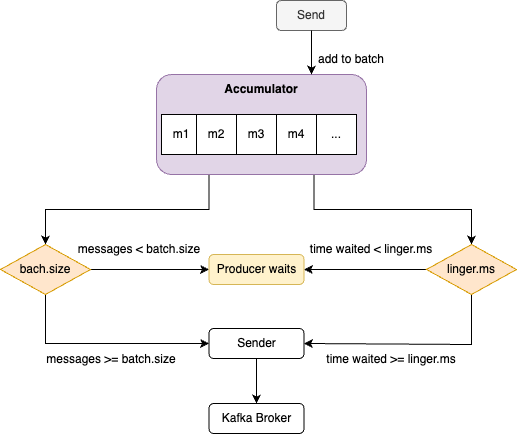 Send
add to batch
Accumulator
m1 m2 m3 m4 ...
messages < batch.size
time waited < linger.ms
bach.size
Producer waits
linger.ms
Sender
messages >= batch.size
time waited >= linger.ms
Kafka Broker